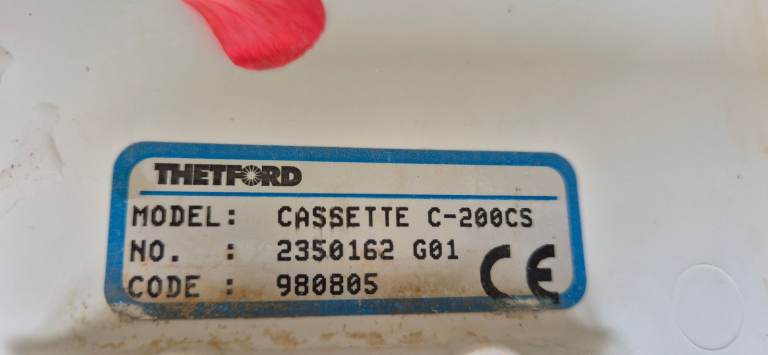 THETFORD
MODEL: CASSETTE C-200CS
NO. : 2350162 G01
CODE : 980805
CE